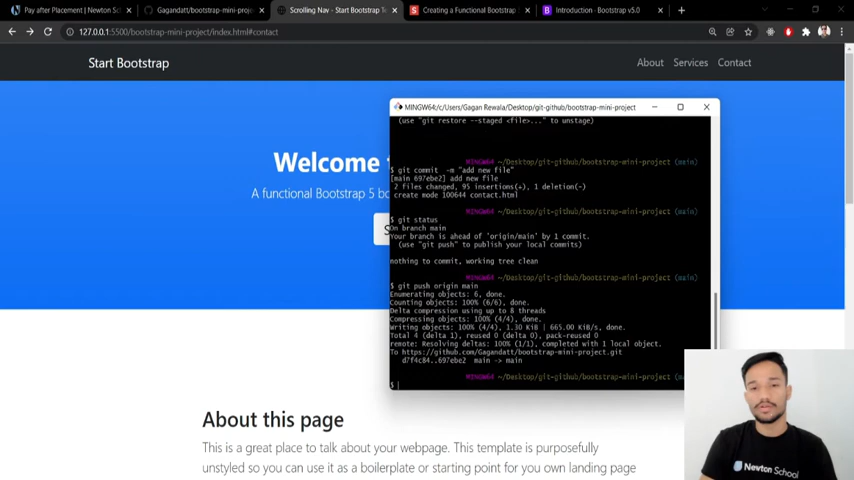 Pay after Placement | Newton Sch
Gagandatt/bootstrap-mini-proje
Scrolling Nav - Start Bootstrap Te
Creating a Functional Bootstrap
Introduction · Bootstrap v5.0
127.0.0.1:5500/bootstrap-mini-project/index.html#contact
Start Bootstrap
About
Services
Contact
MINGW64:/c/Users/Gagan Rewala/Desktop/git-github/bootstrap-mini-project
(use "git restore --staged <file>..." to unstage)
MINGW64 ~/Desktop/git-github/bootstrap-mini-project (main)
$ git commit -m "add new file"
[main 697ebe2] add new file
2 files changed, 95 insertions(+), 1 deletion(-)
create mode 100644 contact.html
MINGW64 ~/Desktop/git-github/bootstrap-mini-project (main)
$ git status
On branch main
Your branch is ahead of 'origin/main' by 1 commit.
(use "git push" to publish your local commits)
nothing to commit, working tree clean
MINGW64 ~/Desktop/git-github/bootstrap-mini-project (main)
$ git push origin main
Enumerating objects: 6, done.
Counting objects: 100% (6/6), done.
Delta compression using up to 8 threads
Compressing objects: 100% (4/4), done.
Writing objects: 100% (4/4), 1.30 KiB | 665.00 KiB/s, done.
Total 4 (delta 1), reused 0 (delta 0), pack-reused 0
remote: Resolving deltas: 100% (1/1), completed with 1 local object.
To https://github.com/Gagandatt/bootstrap-mini-project.git
d7f4c84..697ebe2 main -> main
MINGW64 ~/Desktop/git-github/bootstrap-mini-project (ma
$
Welcome
A functional Bootstrap 5 bo
S
About this page
This is a great place to talk about your webpage. This template is purposefully
unstyled so you can use it as a boilerplate or starting point for you own landing page
Newton School